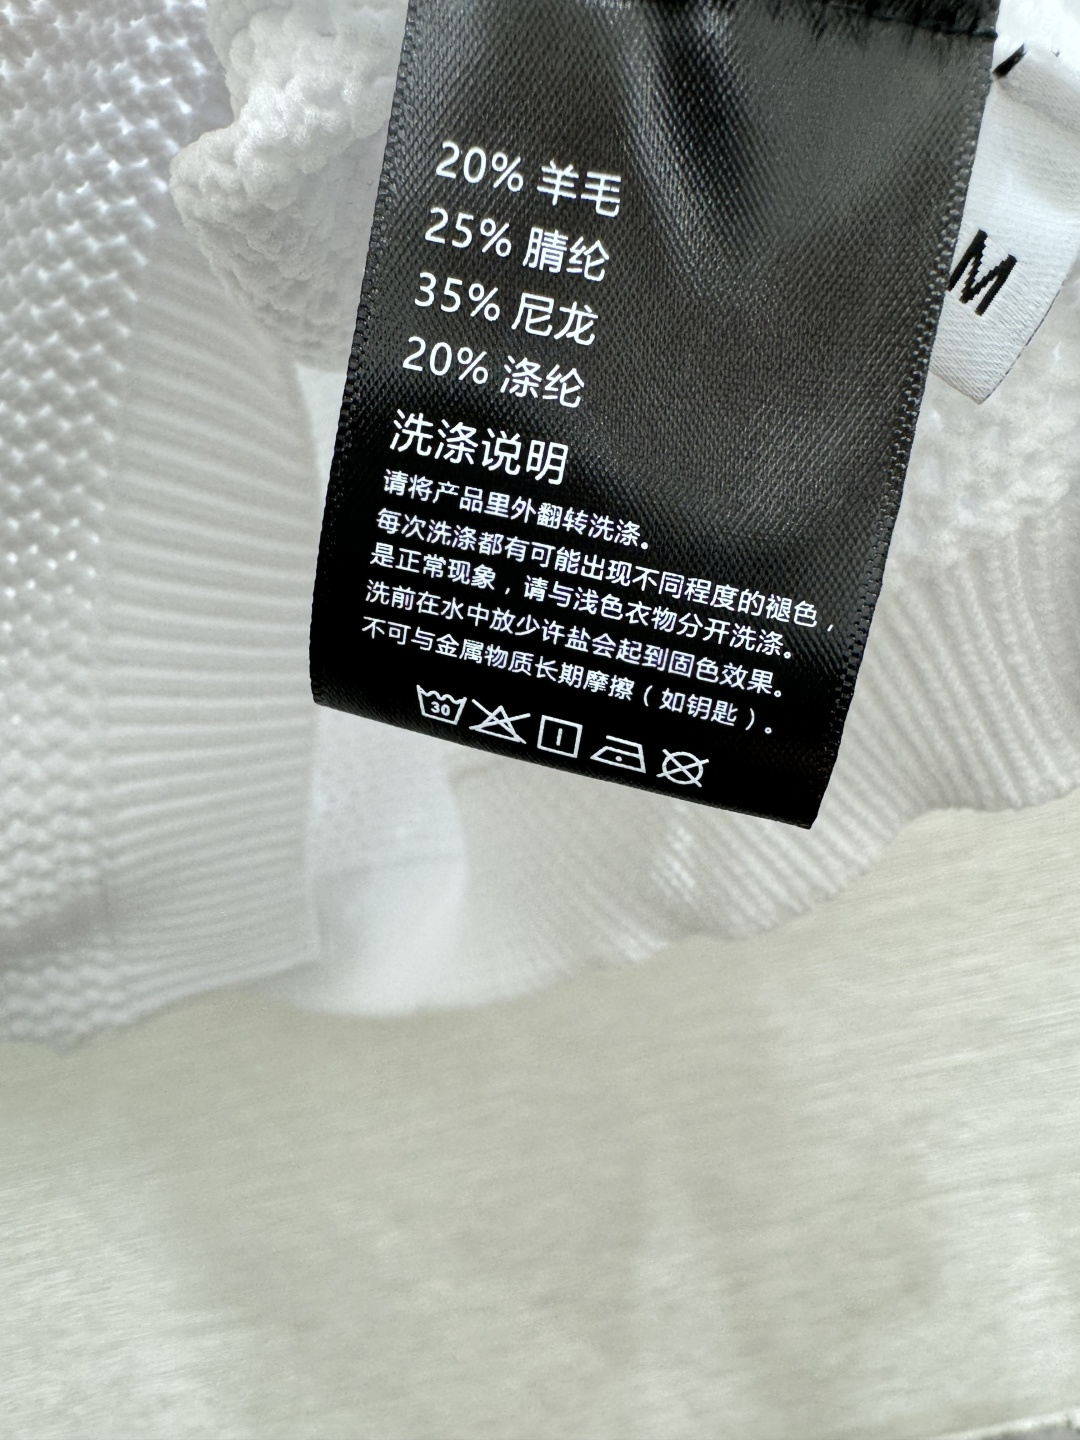 20% 羊毛
25% 腈纶
35% 尼龙
20% 涤纶
洗涤说明
请将产品里外翻转洗涤。
每次洗涤都有可能出现不同程度的褪色，
是正常现象，请与浅色衣物分开洗涤。
洗前在水中放少许盐会起到固色效果。
不可与金属物质长期摩擦（如钥匙）。
30
M